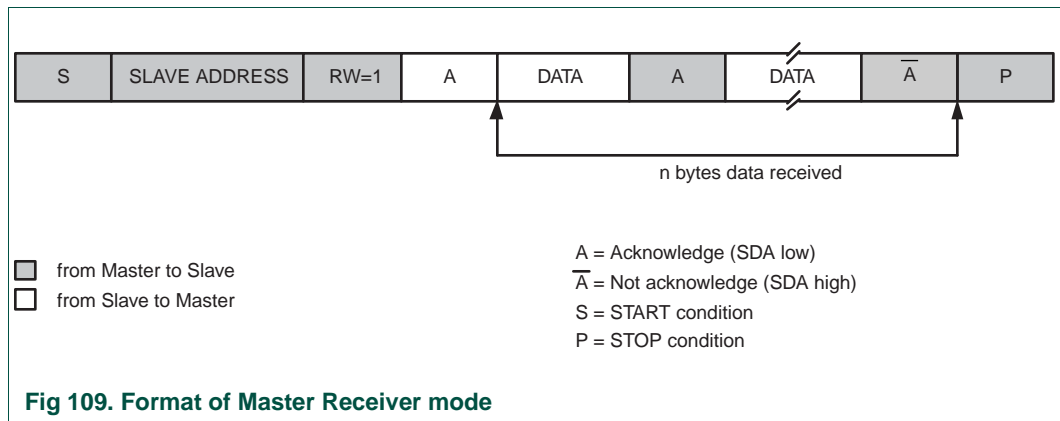 S SLAVE ADDRESS RW=1 A DATA A DATA A̅ P
n bytes data received
from Master to Slave
from Slave to Master
A = Acknowledge (SDA low)
A̅ = Not acknowledge (SDA high)
S = START condition
P = STOP condition
Fig 109. Format of Master Receiver mode